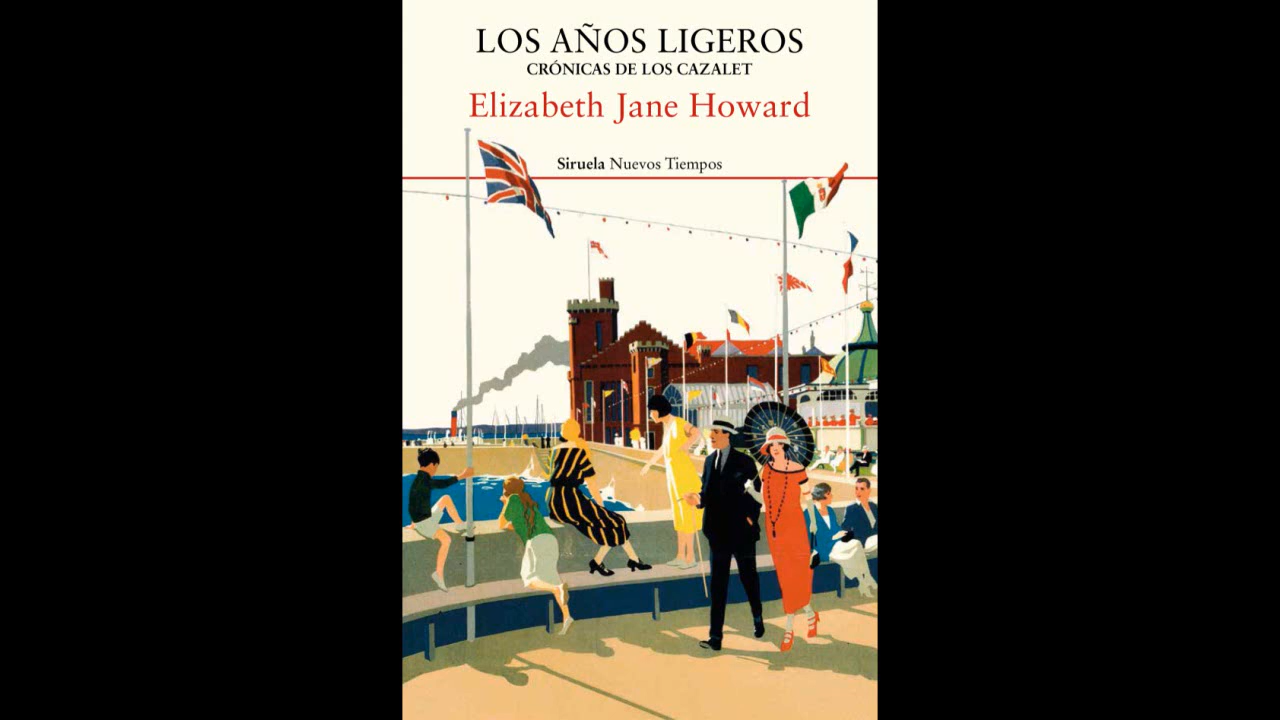 LOS AÑOS LIGEROS
CRÓNICAS DE LOS CAZALET
Elizabeth Jane Howard
Siruela Nuevos Tiempos